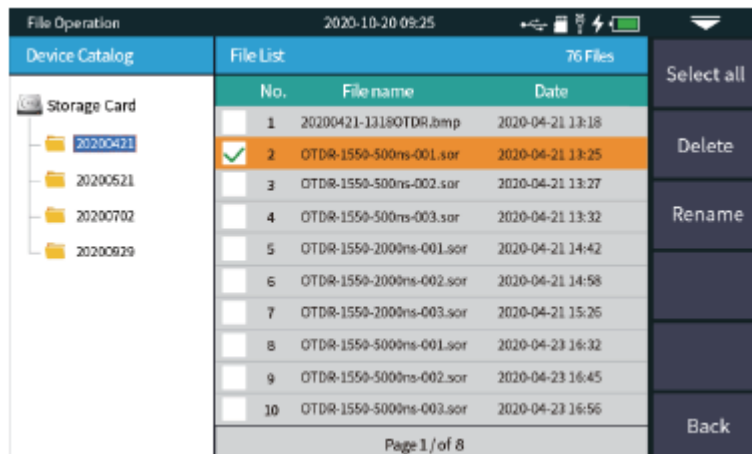 File Operation 2020-10-20 09:25
Device Catalog File List 76 Files
Select all
No. File name Date
Storage Card
1 20200421-1318OTDR.bmp 2020-04-21 13:18
20200421
Delete
2 OTDR-1550-500ns-001.sor 2020-04-21 13:25
20200521
3 OTDR-1550-500ns-002.sor 2020-04-21 13:27
20200702
4 OTDR-1550-500ns-003.sor 2020-04-21 13:32
Rename
20200929
5 OTDR-1550-2000ns-001.sor 2020-04-21 14:42
6 OTDR-1550-2000ns-002.sor 2020-04-21 14:58
7 OTDR-1550-2000ns-003.sor 2020-04-21 15:26
8 OTDR-1550-5000ns-001.sor 2020-04-23 16:32
9 OTDR-1550-5000ns-002.sor 2020-04-23 16:45
10 OTDR-1550-5000ns-003.sor 2020-04-23 16:56
Back
Page 1 / of 8